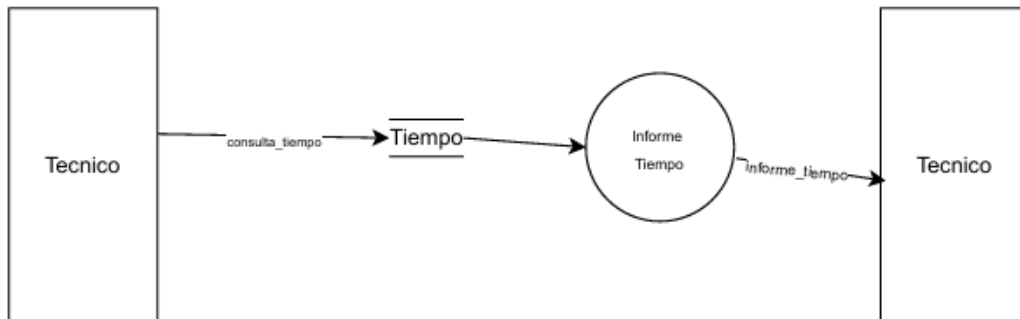 Tecnico
consulta_tiempo
Tiempo
Informe
Tiempo
informe_tiempo
Tecnico